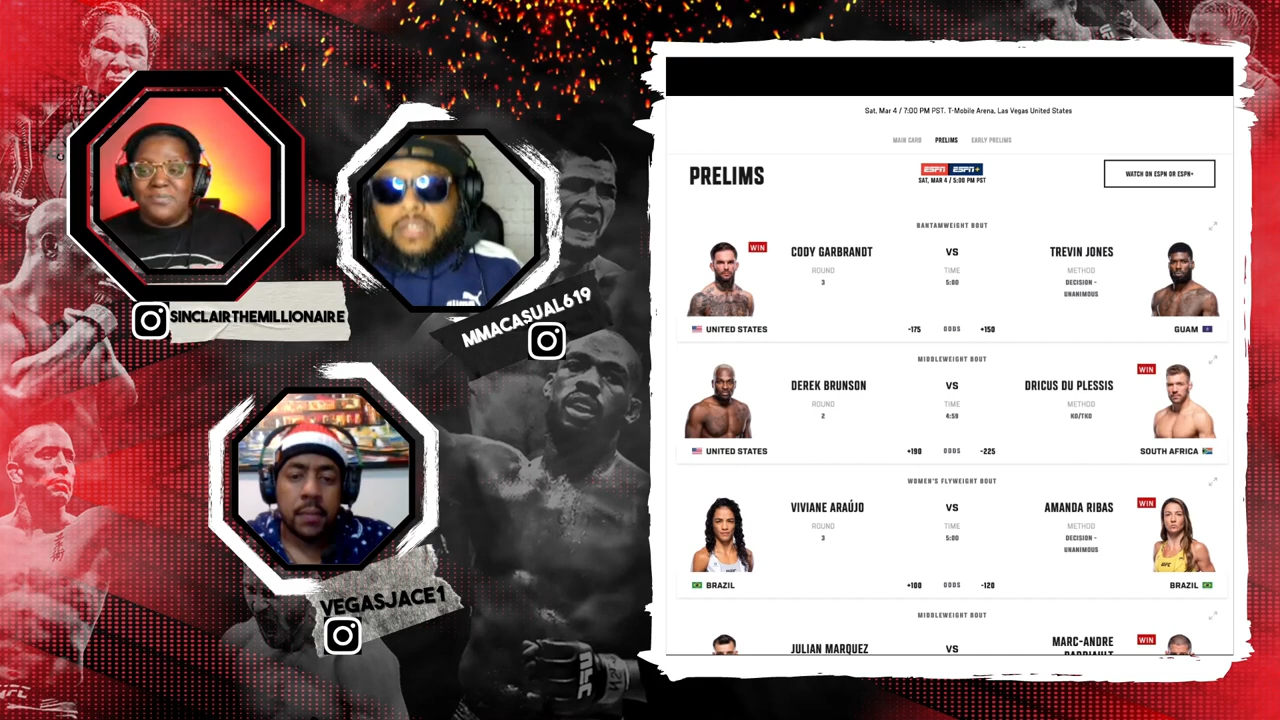 SINCLAIRTHEMILLIONAIRE
MMACASUAL619
VEGASJACE1
Sat, Mar 4 / 7:00 PM PST. T-Mobile Arena, Las Vegas United States
MAIN CARD PRELIMS EARLY PRELIMS
PRELIMS
ESPN ESPN+
SAT, MAR 4 / 5:00 PM PST
WATCH ON ESPN OR ESPN+
BANTAMWEIGHT BOUT
WIN
CODY GARBRANDT VS TREVIN JONES
ROUND TIME METHOD
3 5:00 DECISION -
UNANIMOUS
UNITED STATES -175 ODDS +150 GUAM
MIDDLEWEIGHT BOUT
WIN
DEREK BRUNSON VS DRICUS DU PLESSIS
ROUND TIME METHOD
2 4:59 KO/TKO
UNITED STATES +190 ODDS -225 SOUTH AFRICA
WOMEN'S FLYWEIGHT BOUT
WIN
VIVIANE ARAÚJO VS AMANDA RIBAS
ROUND TIME METHOD
3 5:00 DECISION -
UNANIMOUS
UFC
BRAZIL +100 ODDS -120 BRAZIL
MIDDLEWEIGHT BOUT
WIN
JULIAN MARQUEZ VS MARC-ANDRE
UFC
UFC